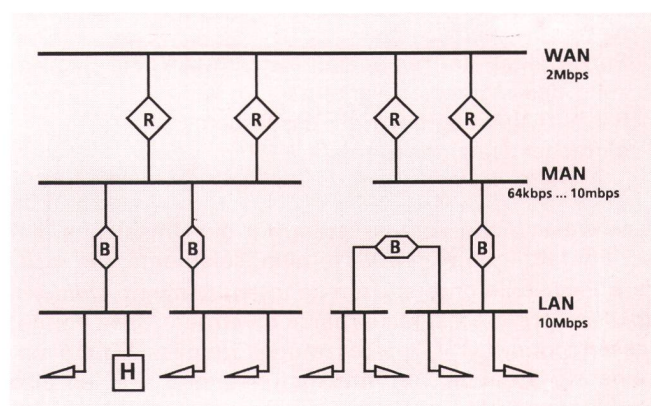 WAN
2Mbps
R R R R
MAN
64kbps ... 10mbps
B B B B
LAN
10Mbps
H